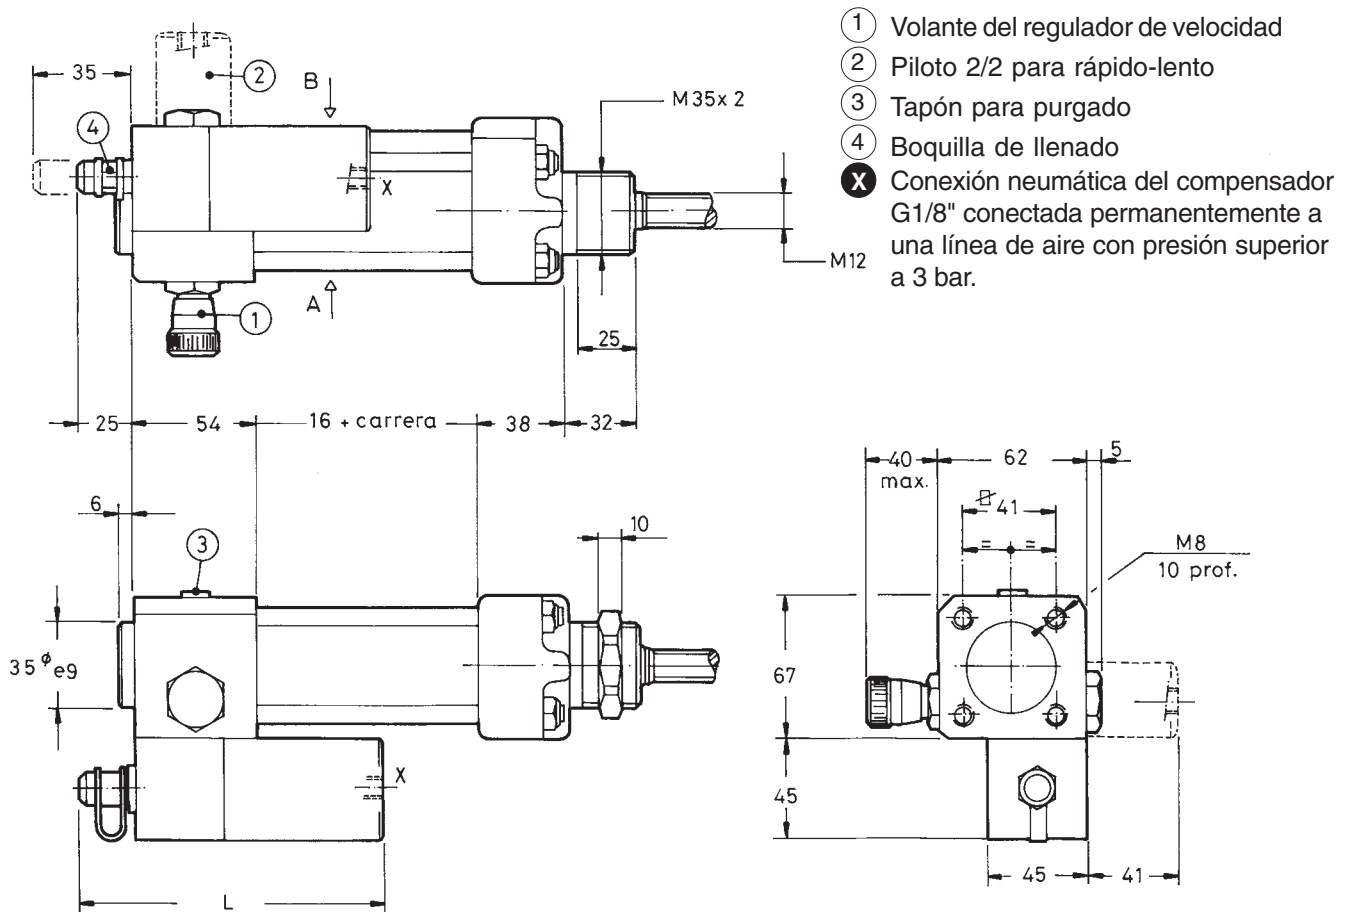 1 Volante del regulador de velocidad
2 Piloto 2/2 para rápido-lento
3 Tapón para purgado
4 Boquilla de llenado
X Conexión neumática del compensador
G1/8" conectada permanentemente a
una línea de aire con presión superior
a 3 bar.
35
2
B
M35x2
4
X
M12
A
1
25
25
54
16 + carrera
38
32
6
3
10
35 ϕ e9
X
L
40
max.
62
5
41
= =
M8
10 prof.
67
45
45
41